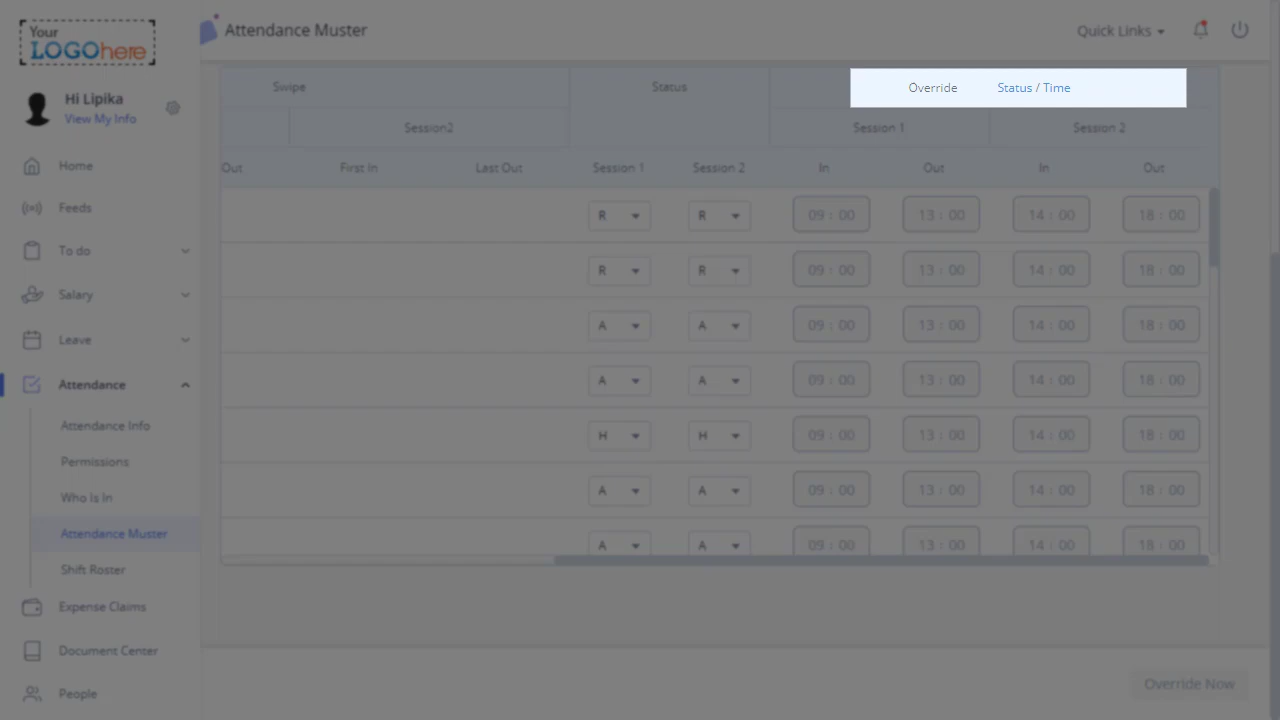 Your
LOGOhere
Attendance Muster
Quick Links
Hi Lipika
View My Info
Home
Feeds
To do
Salary
Leave
Attendance
Attendance Info
Permissions
Who Is In
Attendance Muster
Shift Roster
Expense Claims
Document Center
People
Swipe Status Override Status / Time
Session2 Session 1 Session 2
Out First In Last Out Session 1 Session 2 In Out In Out
R R 09 : 00 13 : 00 14 : 00 18 : 00
R R 09 : 00 13 : 00 14 : 00 18 : 00
A A 09 : 00 13 : 00 14 : 00 18 : 00
A A 09 : 00 13 : 00 14 : 00 18 : 00
H H 09 : 00 13 : 00 14 : 00 18 : 00
A A 09 : 00 13 : 00 14 : 00 18 : 00
A A 09 : 00 13 : 00 14 : 00 18 : 00
Override Now